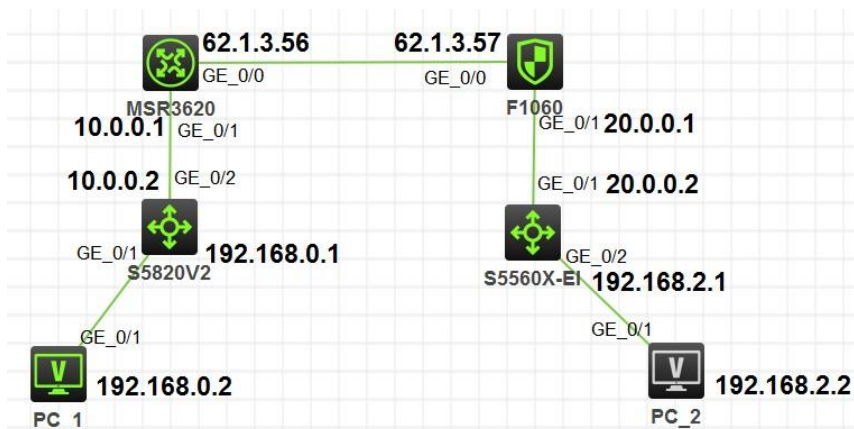 62.1.3.56
62.1.3.57
GE_0/0
GE_0/0
MSR3620
F1060
10.0.0.1
GE_0/1
GE_0/1
20.0.0.1
10.0.0.2
GE_0/2
GE_0/1
20.0.0.2
GE_0/1
S5820V2
192.168.0.1
S5560X-EI
GE_0/2
192.168.2.1
GE_0/1
GE_0/1
V
192.168.0.2
V
192.168.2.2
PC_1
PC_2